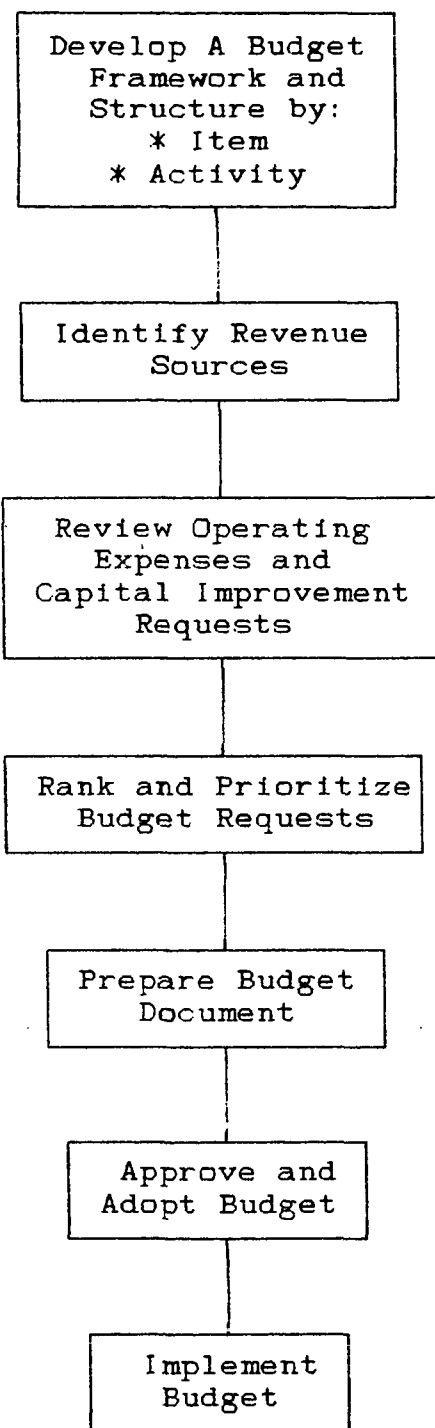 Develop A Budget
Framework and
Structure by:
* Item
* Activity
Identify Revenue
Sources
Review Operating
Expenses and
Capital Improvement
Requests
Rank and Prioritize
Budget Requests
Prepare Budget
Document
Approve and
Adopt Budget
Implement
Budget